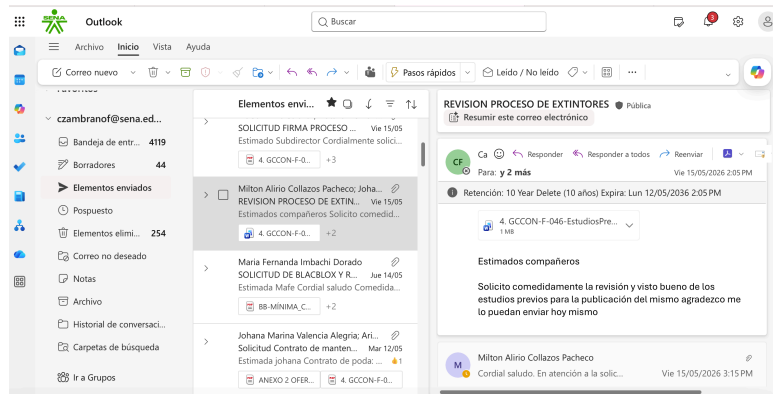 SENA
Outlook
Buscar
3
Archivo Inicio Vista Ayuda
Correo nuevo
Pasos rápidos
Leído / No leído
czambranof@sena.ed...
Bandeja de entr... 4119
Borradores 44
Elementos enviados
Pospuesto
Elementos elimi... 254
Correo no deseado
Notas
Archivo
Historial de conversaci...
Carpetas de búsqueda
Ir a Grupos
Elementos envi...
SOLICITUD FIRMA PROCESO ... Vie 15/05
Estimado Subdirector Cordialmente solici...
4. GCCON-F-0... +3
Milton Alirio Collazos Pacheco; Joha...
REVISION PROCESO DE EXTIN... Vie 15/05
Estimados compañeros Solicito comedid...
4. GCCON-F-0... +2
Maria Fernanda Imbachi Dorado
SOLICITUD DE BLACBLOX Y R... Jue 14/05
Estimada Mafe Cordial saludo Comedida...
BB-MÍNIMA_C... +2
Johana Marina Valencia Alegria; Ari...
Solicitud Contrato de manten... Mar 12/05
Estimada johana Contrato de poda: ... 1
ANEXO 2 OFER... 4. GCCON-F-0...
REVISION PROCESO DE EXTINTORES Pública
Resumir este correo electrónico
CF
Ca Responder Responder a todos Reenviar
Para: y 2 más Vie 15/05/2026 2:05 PM
Retención: 10 Year Delete (10 años) Expira: Lun 12/05/2036 2:05 PM
4. GCCON-F-046-EstudiosPre...
1 MB
Estimados compañeros
Solicito comedidamente la revisión y visto bueno de los
estudios previos para la publicación del mismo agradezco me
lo puedan enviar hoy mismo
M
Milton Alirio Collazos Pacheco
Cordial saludo. En atención a la solic... Vie 15/05/2026 3:15 PM